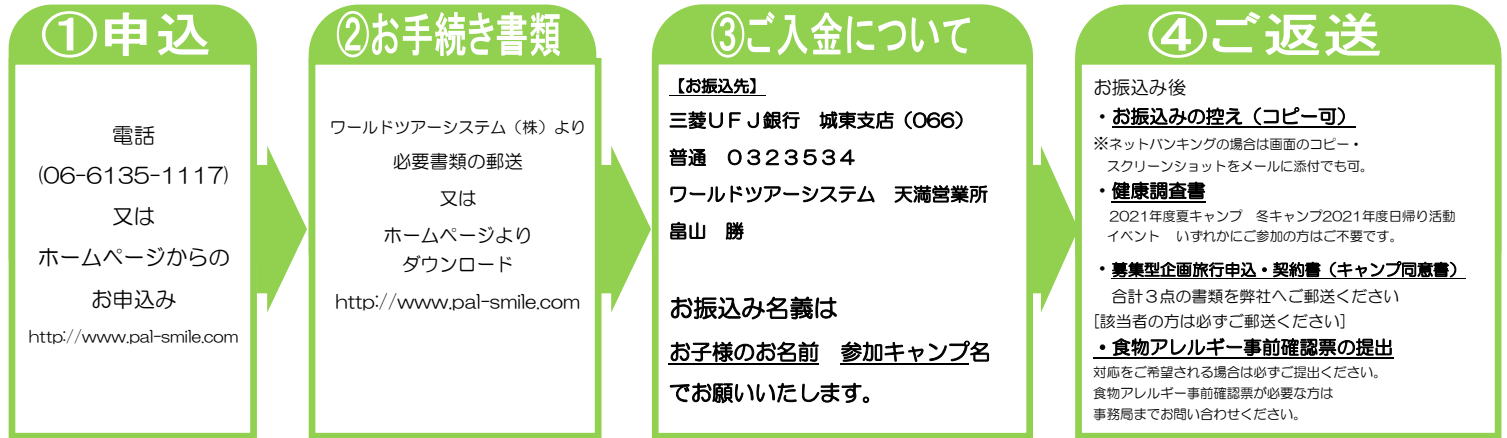 ①申込
電話
(06-6135-1117)
又は
ホームページからの
お申込み
http://www.pal-smile.com
②お手続き書類
ワールドツアーシステム（株）より
必要書類の郵送
又は
ホームページより
ダウンロード
http://www.pal-smile.com
③ご入金について
【お振込先】
三菱ＵＦＪ銀行　城東支店（066）
普通　０３２３５３４
ワールドツアーシステム　天満営業所
畠山　勝
お振込み名義は
お子様のお名前　参加キャンプ名
でお願いいたします。
④ご返送
お振込み後
・お振込みの控え（コピー可）
※ネットバンキングの場合は画面のコピー・
スクリーンショットをメールに添付でも可。
・健康調査書
2021年度夏キャンプ　冬キャンプ2021年度日帰り活動
イベント　いずれかにご参加の方はご不要です。
・募集型企画旅行申込・契約書（キャンプ同意書）
合計３点の書類を弊社へご郵送ください
[該当者の方は必ずご郵送ください]
・食物アレルギー事前確認票の提出
対応をご希望される場合は必ずご提出ください。
食物アレルギー事前確認票が必要な方は
事務局までお問い合わせください。